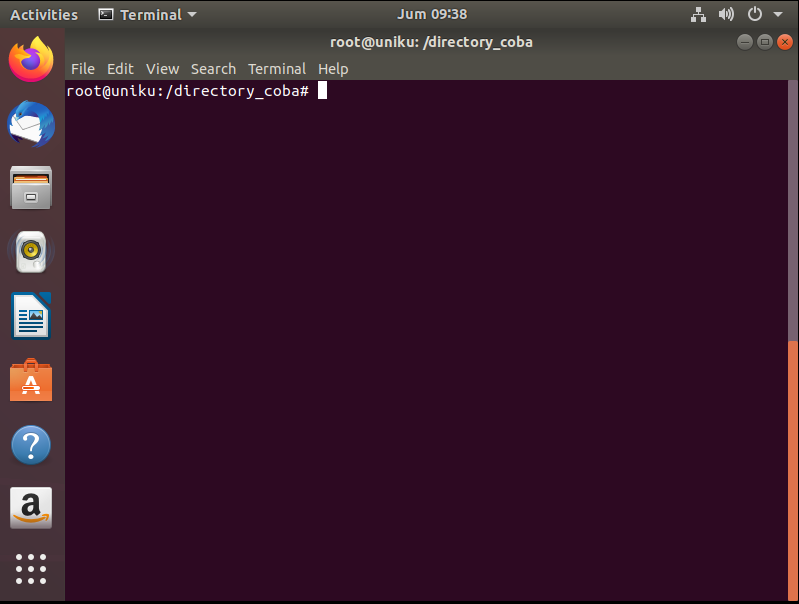 Activities Terminal Jum 09:38
root@uniku: /directory_coba
File Edit View Search Terminal Help
root@uniku:/directory_coba#